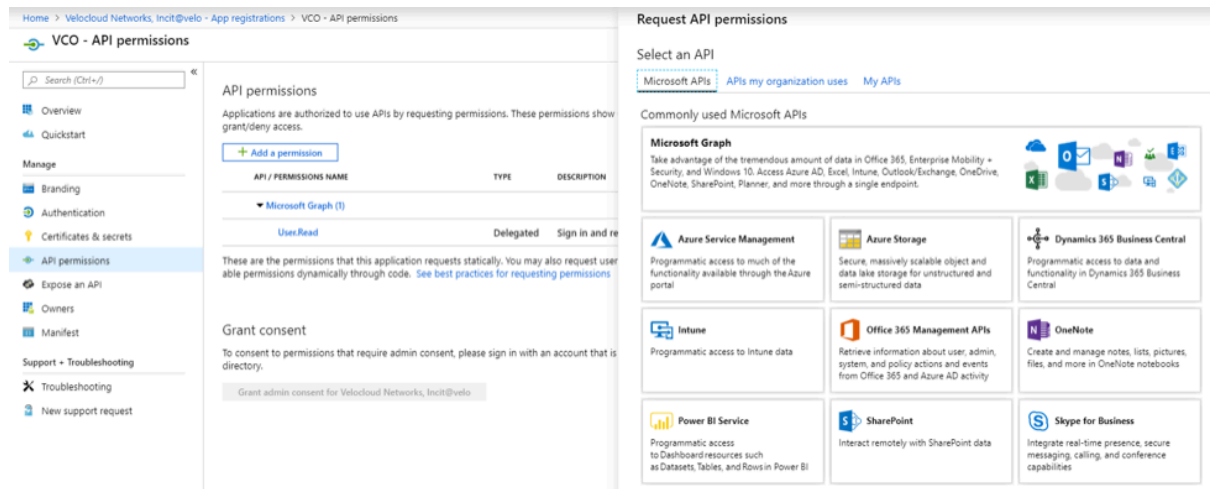 Home > Velocloud Networks, Incit@velo - App registrations > VCO - API permissions
VCO - API permissions
Search (Ctrl+/)
«
Overview
Quickstart
Manage
Branding
Authentication
Certificates & secrets
API permissions
Expose an API
Owners
Manifest
Support + Troubleshooting
Troubleshooting
New support request
API permissions
Applications are authorized to use APIs by requesting permissions. These permissions show
grant/deny access.
+ Add a permission
API / PERMISSIONS NAME TYPE DESCRIPTION
Microsoft Graph (1)
User.Read Delegated Sign in and re
These are the permissions that this application requests statically. You may also request user
able permissions dynamically through code. See best practices for requesting permissions
Grant consent
To consent to permissions that require admin consent, please sign in with an account that is
directory.
Grant admin consent for Velocloud Networks, Incit@velo
Request API permissions
Select an API
Microsoft APIs APIs my organization uses My APIs
Commonly used Microsoft APIs
Microsoft Graph
Take advantage of the tremendous amount of data in Office 365, Enterprise Mobility +
Security, and Windows 10. Access Azure AD, Excel, Intune, Outlook/Exchange, OneDrive,
OneNote, SharePoint, Planner, and more through a single endpoint.
Azure Service Management
Programmatic access to much of the
functionality available through the Azure
portal
Azure Storage
Secure, massively scalable object and
data lake storage for unstructured and
semi-structured data
Dynamics 365 Business Central
Programmatic access to data and
functionality in Dynamics 365 Business
Central
Intune
Programmatic access to Intune data
Office 365 Management APIs
Retrieve information about user, admin,
system, and policy actions and events
from Office 365 and Azure AD activity
OneNote
Create and manage notes, lists, pictures,
files, and more in OneNote notebooks
Power BI Service
Programmatic access
to Dashboard resources such
as Datasets, Tables, and Rows in Power BI
SharePoint
Interact remotely with SharePoint data
Skype for Business
Integrate real-time presence, secure
messaging, calling, and conference
capabilities